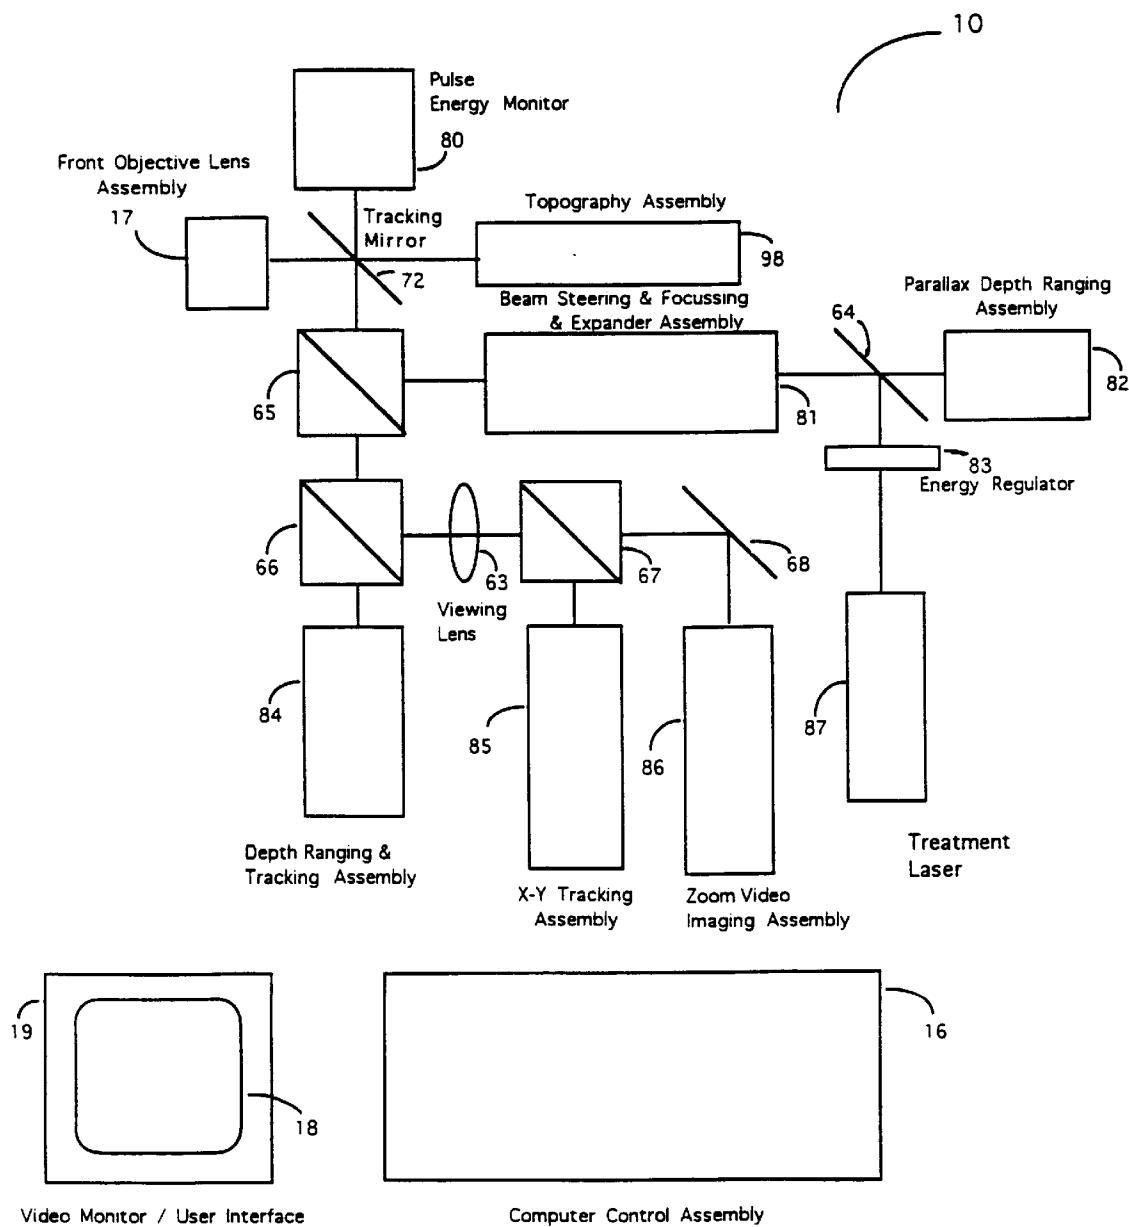 10
Pulse
Energy Monitor
80
Front Objective Lens
Assembly
17
Tracking
Mirror
72
Topography Assembly
98
Beam Steering & Focussing
& Expander Assembly
64
Parallax Depth Ranging
Assembly
65
81
82
83
Energy Regulator
66
63
67
68
Viewing
Lens
84
85
86
87
Depth Ranging &
Tracking Assembly
X-Y Tracking
Assembly
Zoom Video
Imaging Assembly
Treatment
Laser
19
18
16
Video Monitor / User Interface
Computer Control Assembly